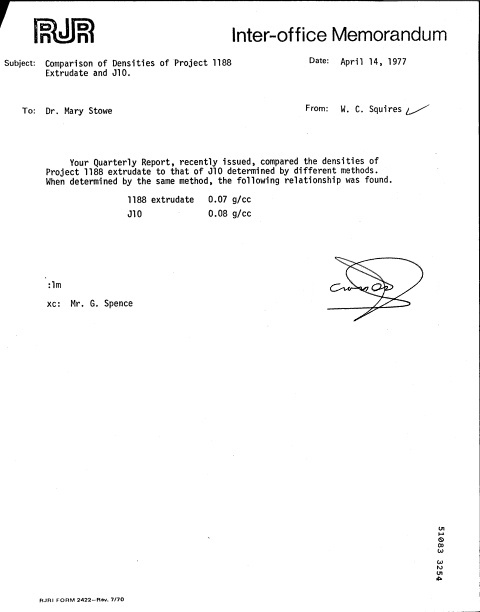 RJR
Inter-office Memorandum
Subject: Comparison of Densities of Project 1188
Extrudate and J10.
Date: April 14, 1977
To: Dr. Mary Stowe
From: W. C. Squires
Your Quarterly Report, recently issued, compared the densities of
Project 1188 extrudate to that of J10 determined by different methods.
When determined by the same method, the following relationship was found.
1188 extrudate 0.07 g/cc
J10 0.08 g/cc
:lm
xc: Mr. G. Spence
RJRI FORM 2422—Rev. 7/70
51083 3254